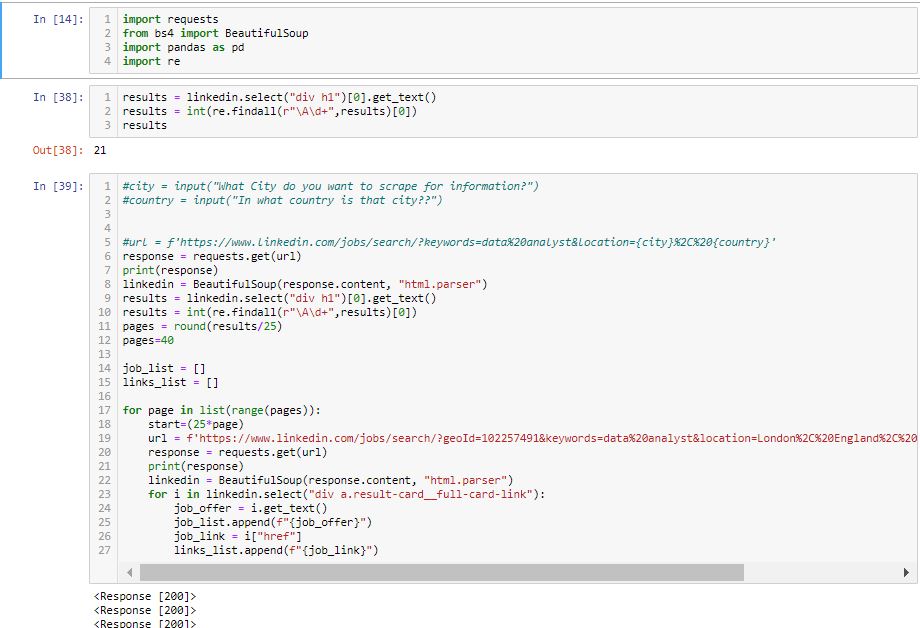 In [14]:
1 import requests
2 from bs4 import BeautifulSoup
3 import pandas as pd
4 import re
In [38]:
1 results = linkedin.select("div h1")[0].get_text()
2 results = int(re.findall(r"\A\d+",results)[0])
3 results
Out[38]: 21
In [39]:
1 #city = input("What City do you want to scrape for information?")
2 #country = input("In what country is that city??")
3
4
5 #url = f'https://www.linkedin.com/jobs/search/?keywords=data%20analyst&location={city}%2C%20{country}'
6 response = requests.get(url)
7 print(response)
8 linkedin = BeautifulSoup(response.content, "html.parser")
9 results = linkedin.select("div h1")[0].get_text()
10 results = int(re.findall(r"\A\d+",results)[0])
11 pages = round(results/25)
12 pages=40
13
14 job_list = []
15 links_list = []
16
17 for page in list(range(pages)):
18     start=(25*page)
19     url = f'https://www.linkedin.com/jobs/search/?geoId=102257491&keywords=data%20analyst&location=London%2C%20England%2C%20
20     response = requests.get(url)
21     print(response)
22     linkedin = BeautifulSoup(response.content, "html.parser")
23     for i in linkedin.select("div a.result-card__full-card-link"):
24         job_offer = i.get_text()
25         job_list.append(f"{job_offer}")
26         job_link = i["href"]
27         links_list.append(f"{job_link}")
<Response [200]>
<Response [200]>
<Response [200]>